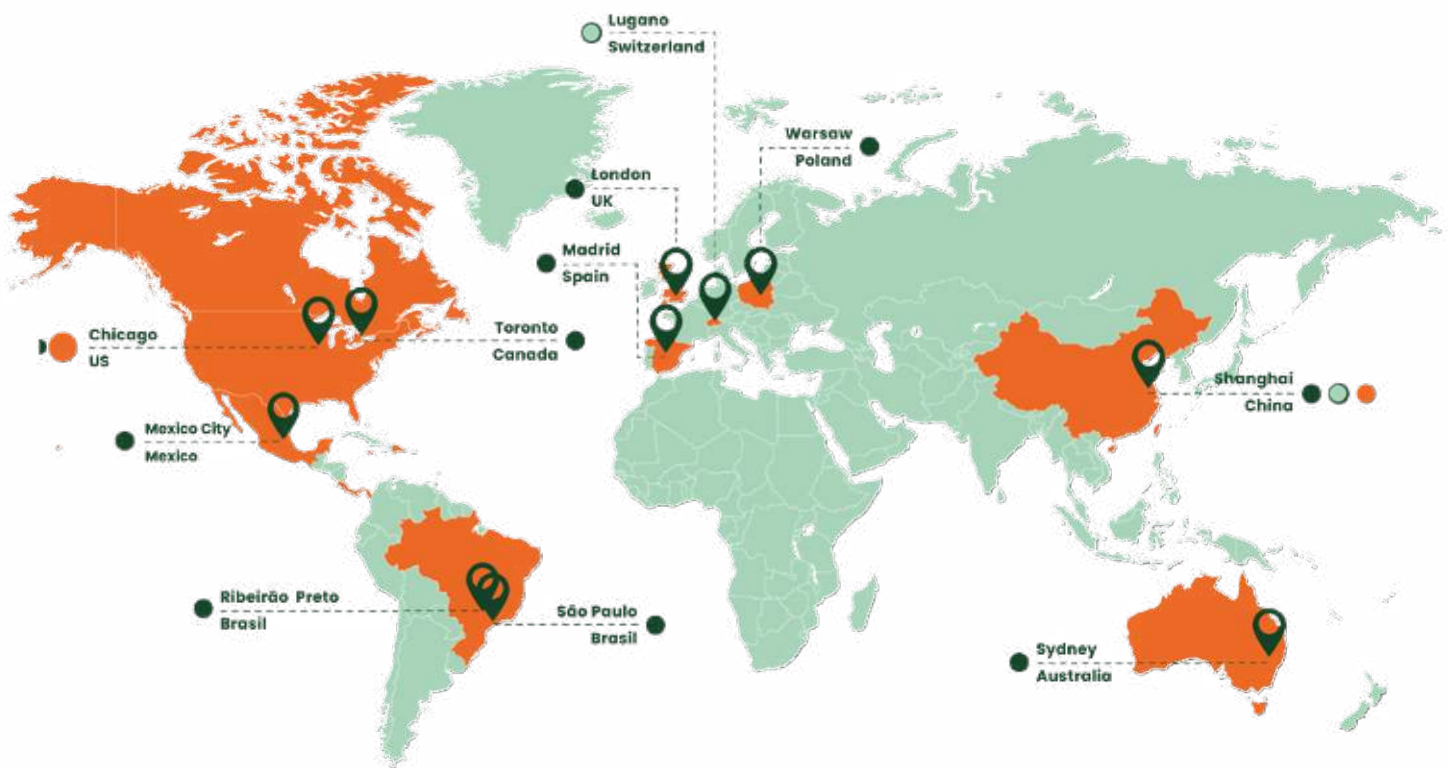 Lugano
Switzerland
Warsaw
Poland
London
UK
Madrid
Spain
Chicago
US
Toronto
Canada
Shanghai
China
Mexico City
Mexico
Ribeirão Preto
Brasil
São Paulo
Brasil
Sydney
Australia